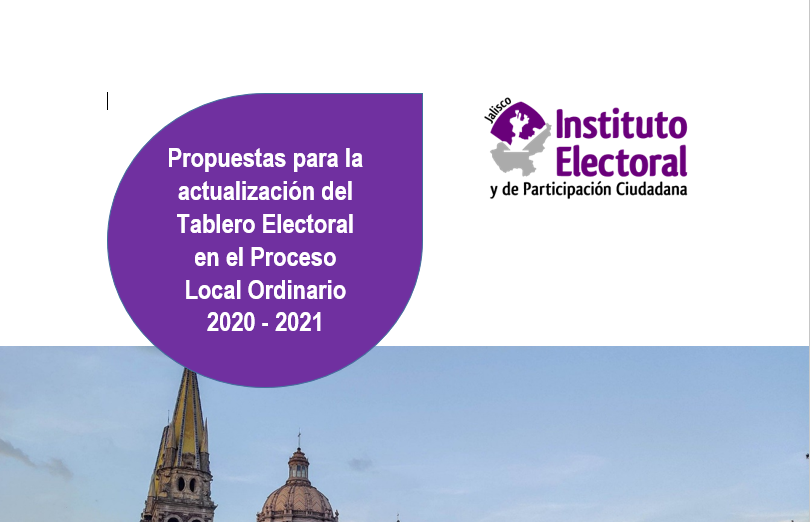 Propuestas para la
actualización del
Tablero Electoral
en el Proceso
Local Ordinario
2020 - 2021
Jalisco
Instituto
Electoral
y de Participación Ciudadana